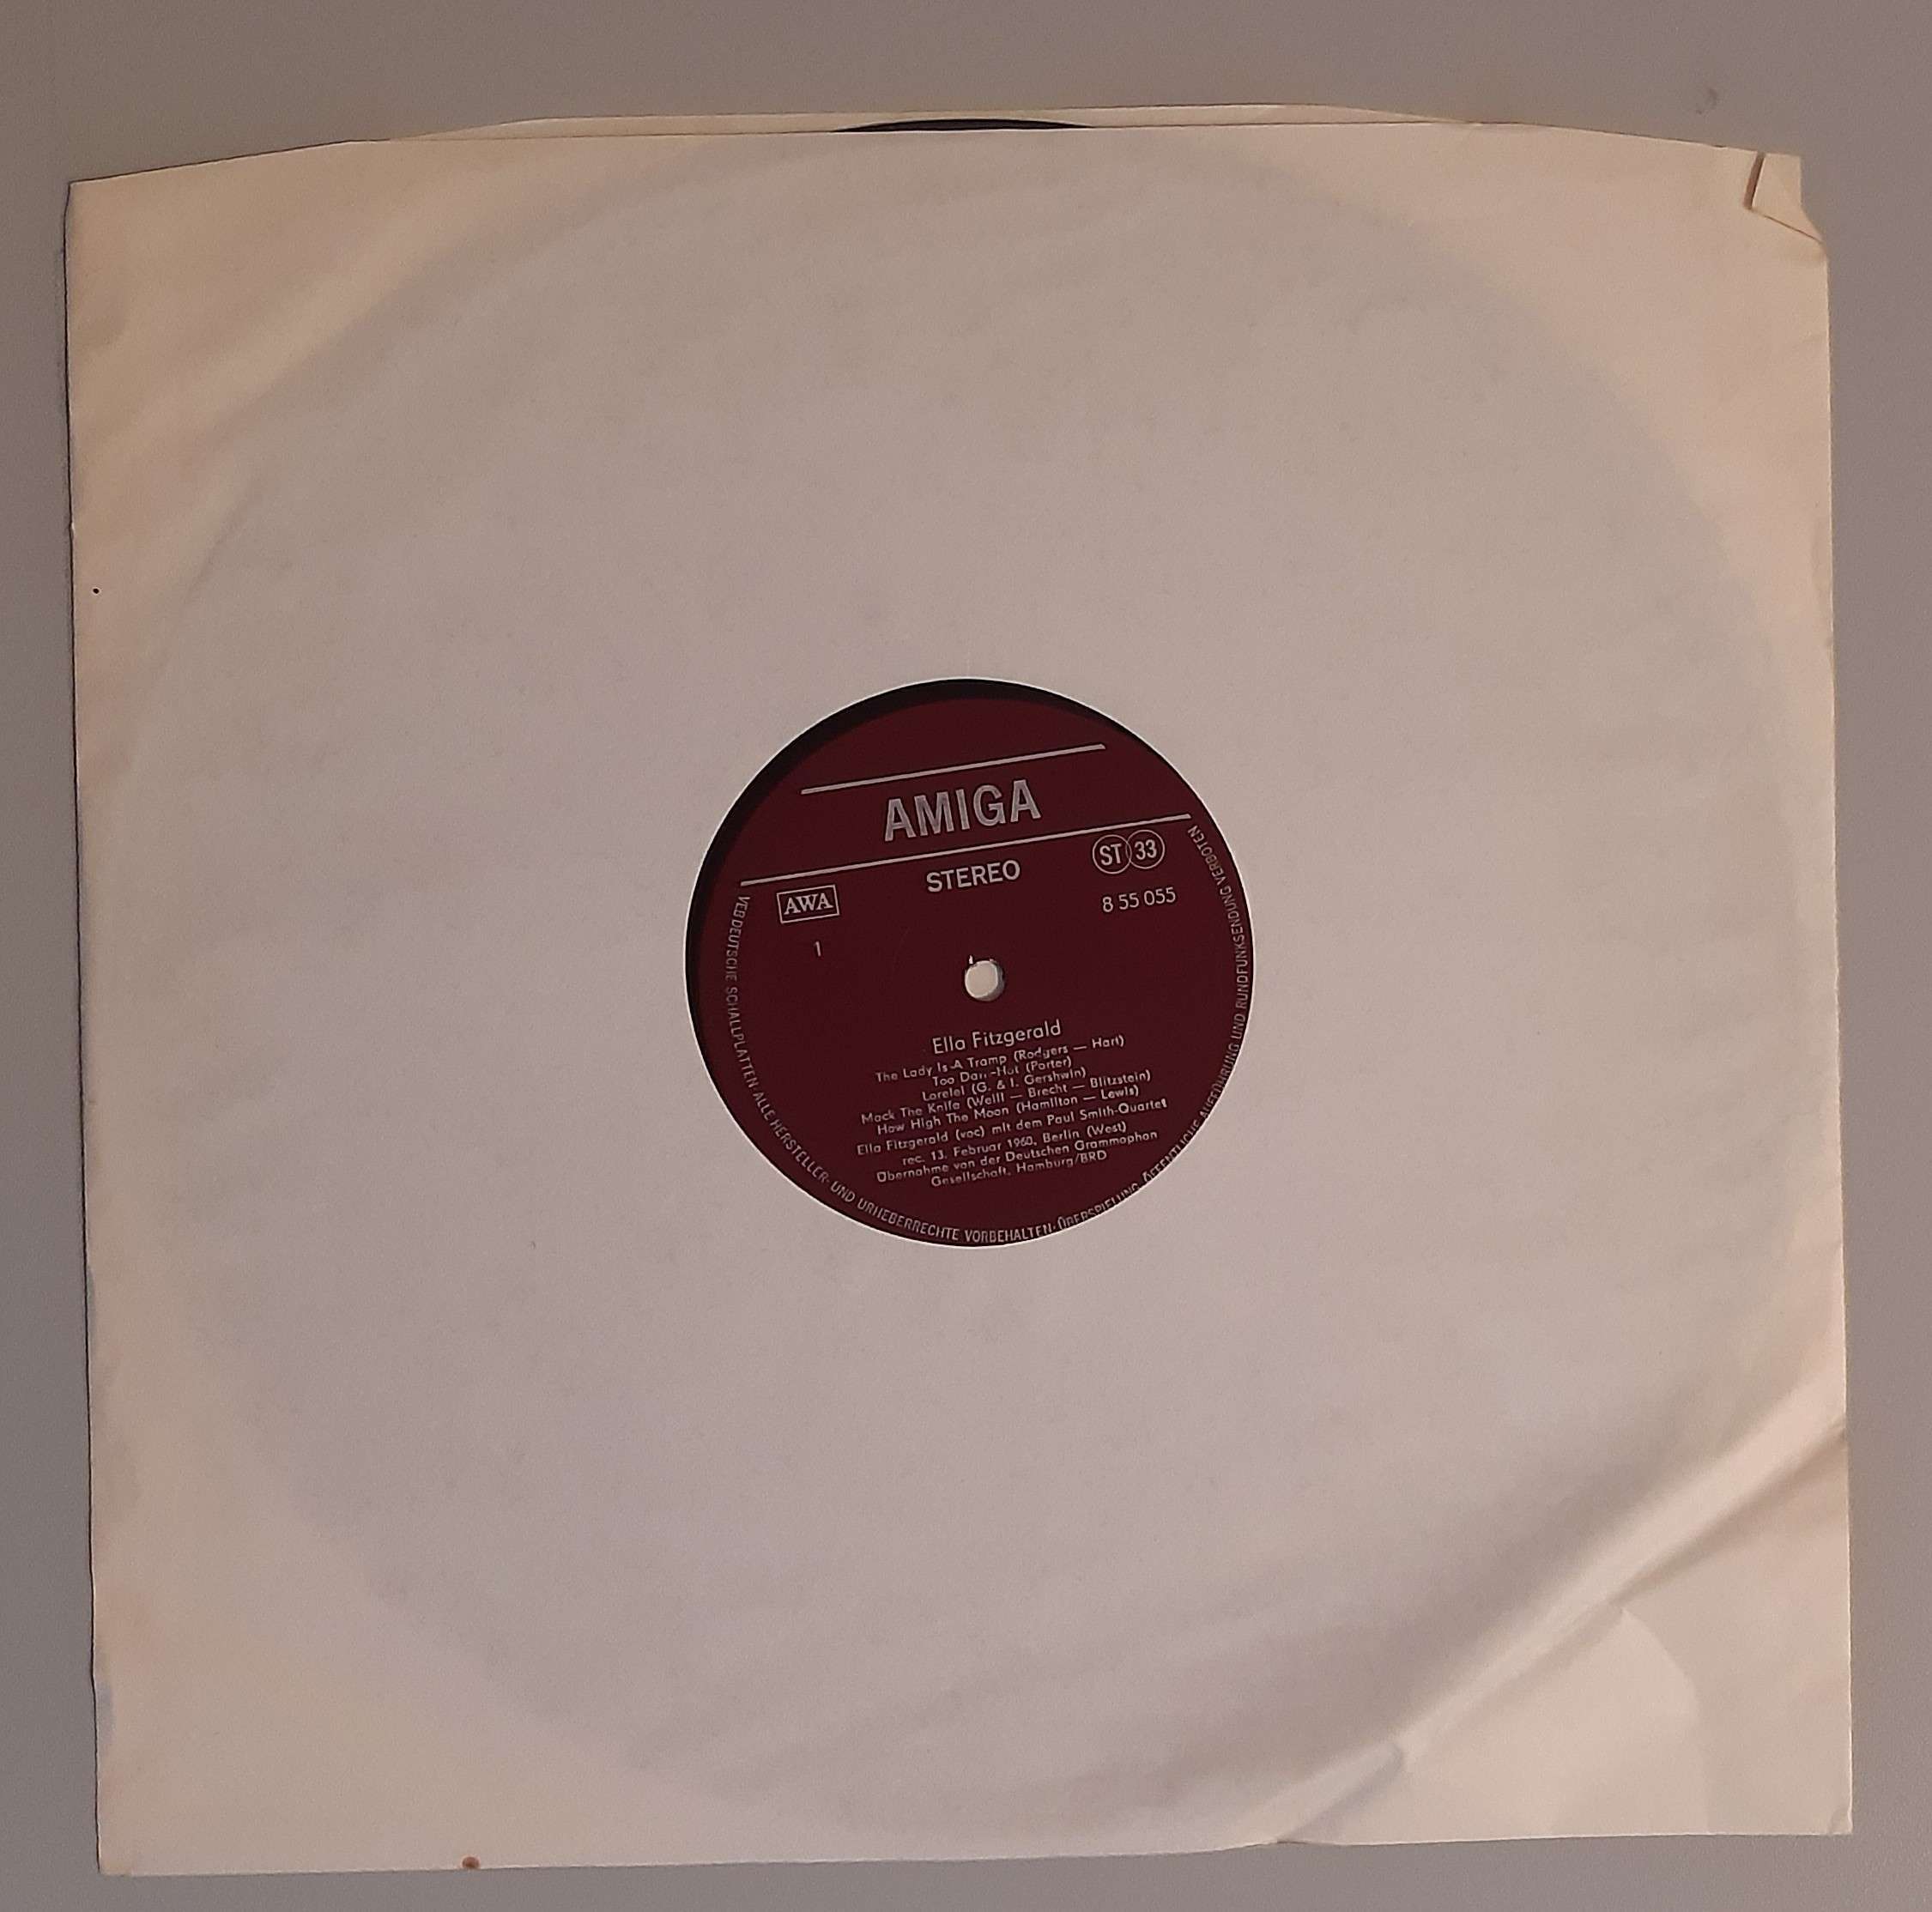 AMIGA
STEREO
ST 33
AWA
8 55 055
1
Ella Fitzgerald
The Lady Is A Tramp (Rodgers — Hart)
Too Darn Hot (Porter)
Lorelei (G. & I. Gershwin)
Mack The Knife (Weill — Brecht — Blitzstein)
How High The Moon (Hamilton — Lewis)
Ella Fitzgerald (voc) mit dem Paul Smith-Quartet
rec. 13. Februar 1960, Berlin (West)
Übernahme von der Deutschen Grammophon
Gesellschaft, Hamburg/BRD
VEB DEUTSCHE SCHALLPLATTEN · ALLE HERSTELLER- UND URHEBERRECHTE VORBEHALTEN · ÜBERSPIELUNG, ÖFFENTLICHE AUFFÜHRUNG UND RUNDFUNKSENDUNG VERBOTEN